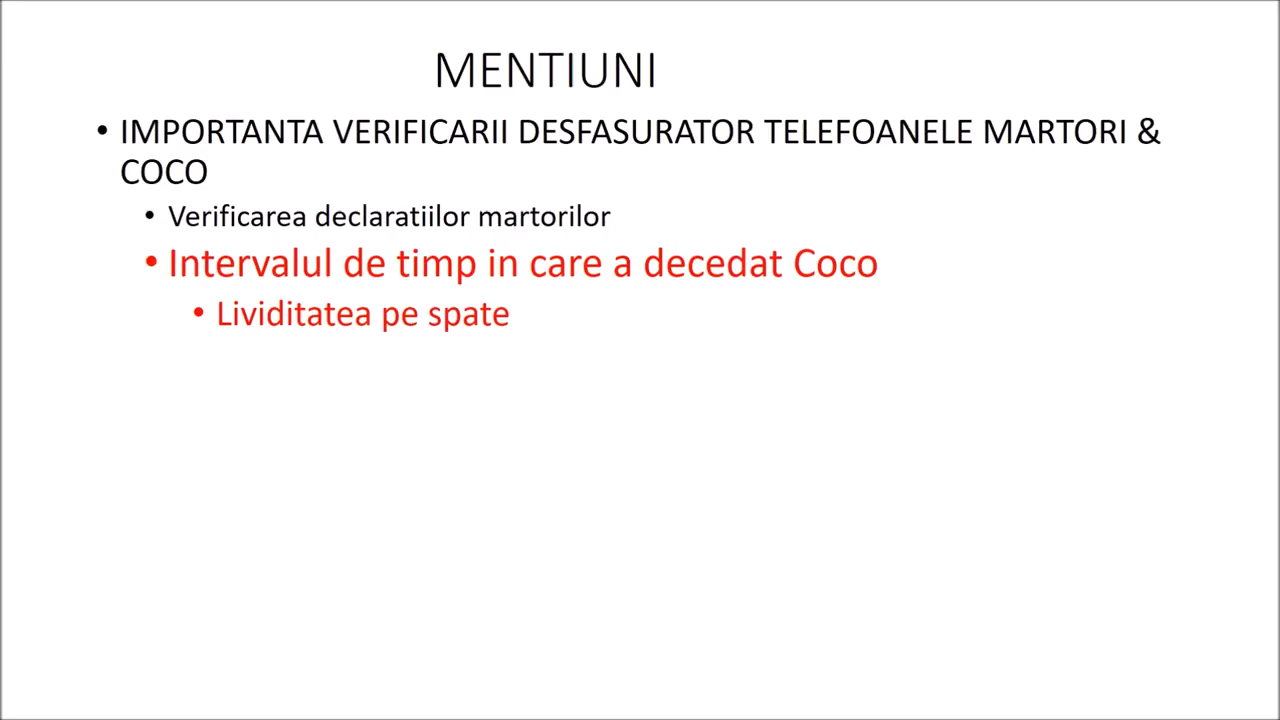 MENTIUNI
• IMPORTANTA VERIFICARII DESFASURATOR TELEFOANELE MARTORI &
COCO
• Verificarea declaratiilor martorilor
• Intervalul de timp in care a decedat Coco
• Lividitatea pe spate